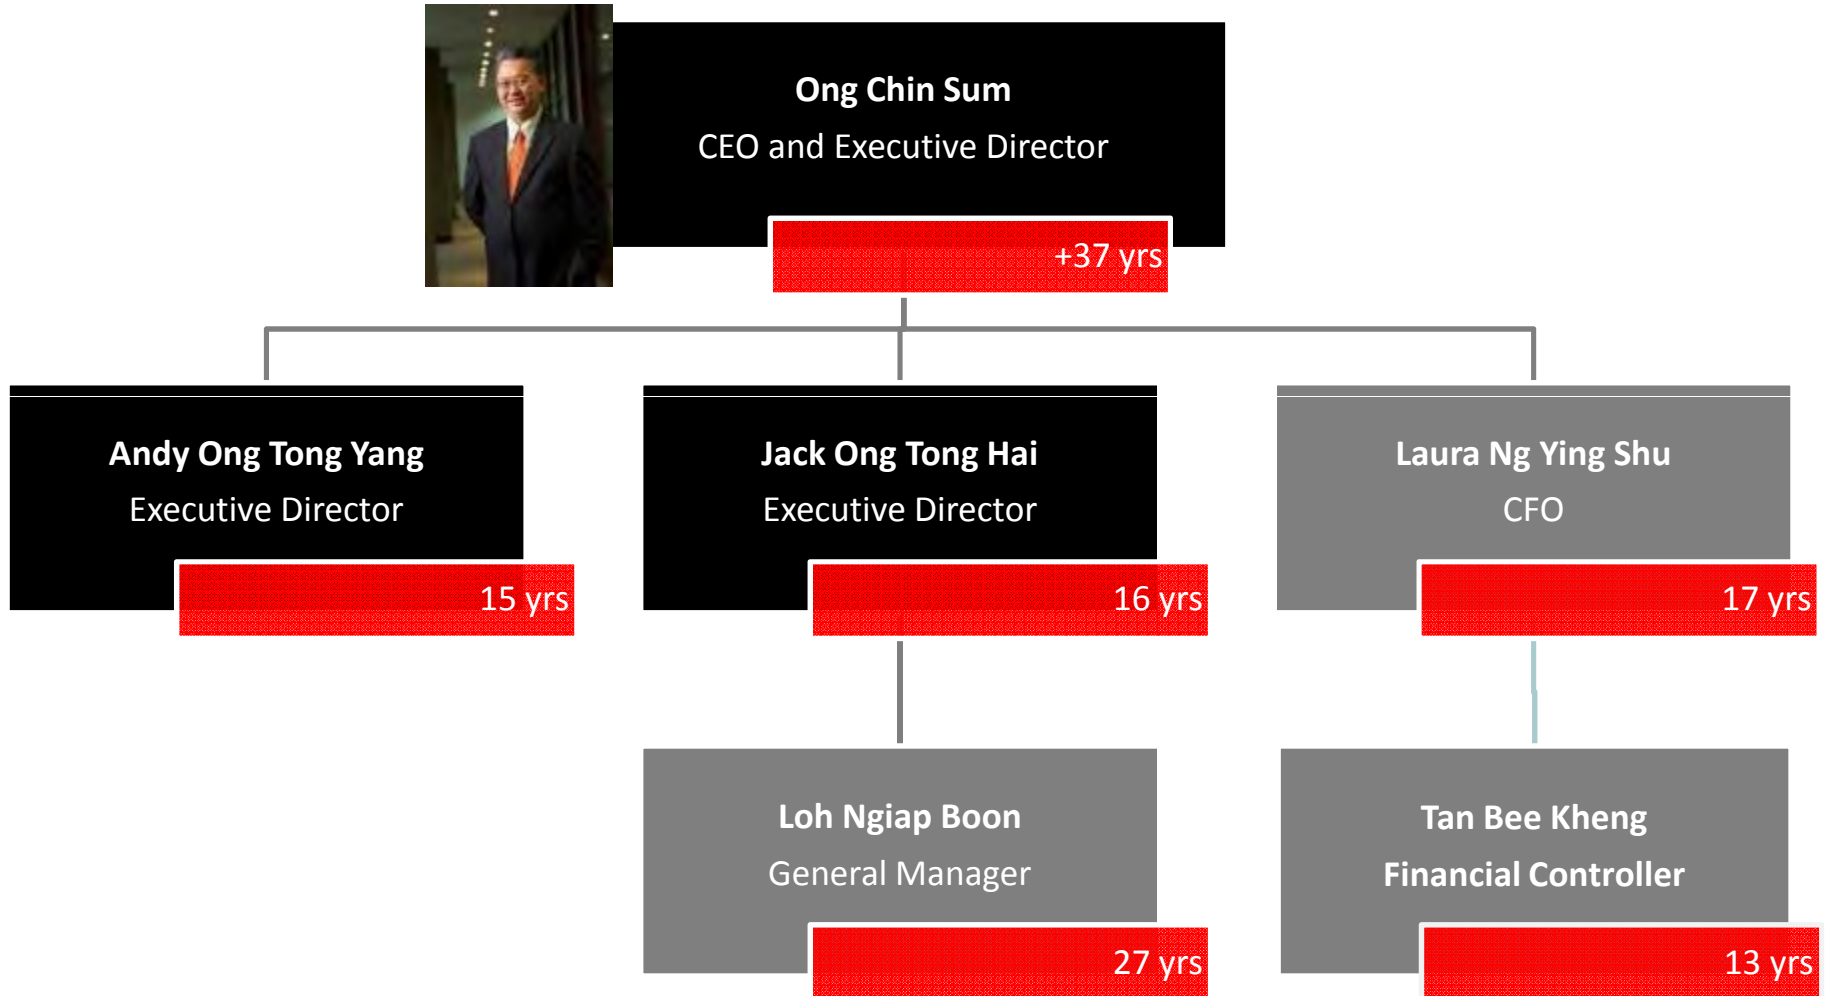 Ong Chin Sum
CEO and Executive Director
+37 yrs
Andy Ong Tong Yang
Executive Director
15 yrs
Jack Ong Tong Hai
Executive Director
16 yrs
Laura Ng Ying Shu
CFO
17 yrs
Loh Ngiap Boon
General Manager
27 yrs
Tan Bee Kheng
Financial Controller
13 yrs